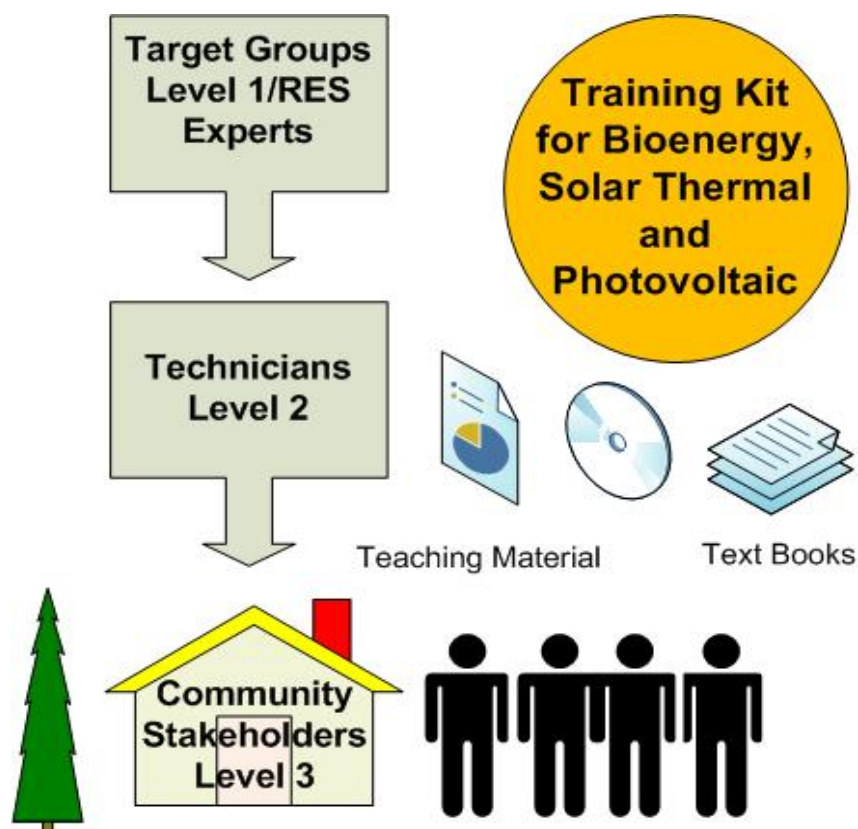 Target Groups
Level 1/RES
Experts
Training Kit
for Bioenergy,
Solar Thermal
and
Photovoltaic
Technicians
Level 2
Teaching Material
Text Books
Community
Stakeholders
Level 3